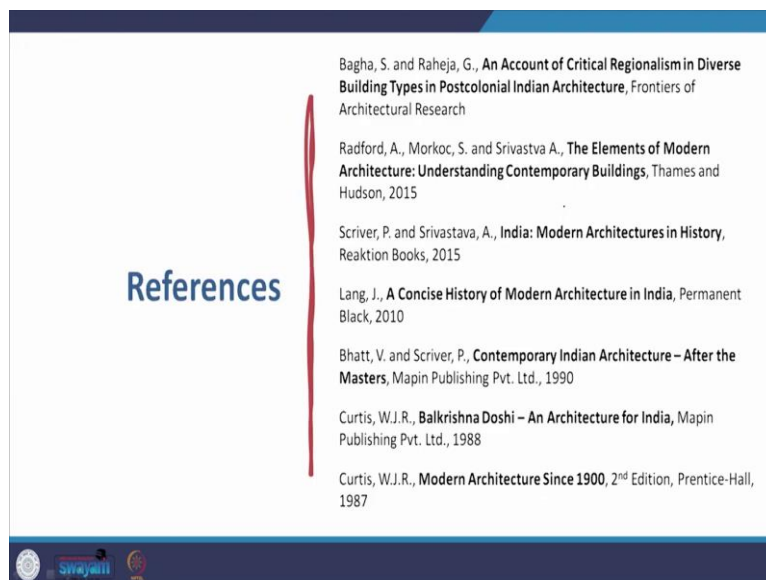 References
Bagha, S. and Raheja, G., An Account of Critical Regionalism in Diverse
Building Types in Postcolonial Indian Architecture, Frontiers of
Architectural Research
Radford, A., Morkoc, S. and Srivastva A., The Elements of Modern
Architecture: Understanding Contemporary Buildings, Thames and
Hudson, 2015
Scriver, P. and Srivastava, A., India: Modern Architectures in History,
Reaktion Books, 2015
Lang, J., A Concise History of Modern Architecture in India, Permanent
Black, 2010
Bhatt, V. and Scriver, P., Contemporary Indian Architecture – After the
Masters, Mapin Publishing Pvt. Ltd., 1990
Curtis, W.J.R., Balkrishna Doshi – An Architecture for India, Mapin
Publishing Pvt. Ltd., 1988
Curtis, W.J.R., Modern Architecture Since 1900, 2nd Edition, Prentice-Hall,
1987
swayam